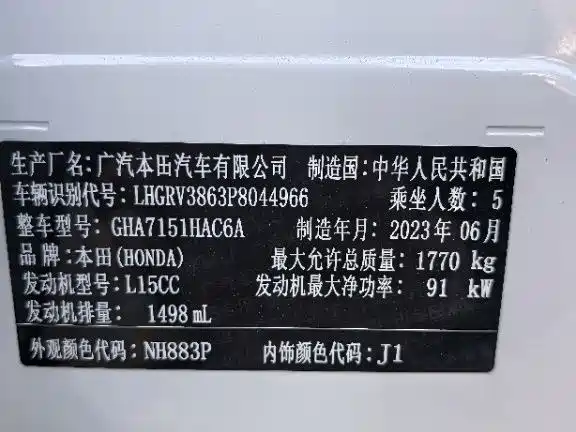 生产厂名:广汽本田汽车有限公司 制造国:中华人民共和国
车辆识别代号:LHGRV3863P8044966 乘坐人数:5
整车型号:GHA7151HAC6A 制造年月:2023年06月
品牌:本田(HONDA) 最大允许总质量:1770 kg
发动机型号:L15CC 发动机最大净功率:91 kW
发动机排量:1498 mL
外观颜色代码:NH883P 内饰颜色代码:J1